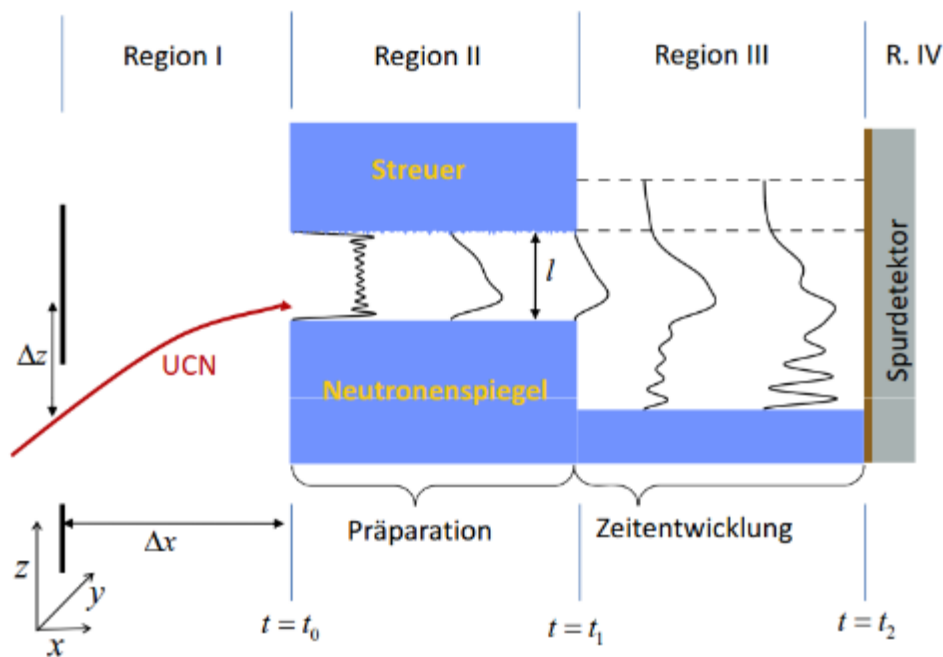 Region I
Region II
Region III
R. IV
Streuer
l
Δz
UCN
Neutronenspiegel
Spurdetektor
Präparation
Zeitentwicklung
Δx
z
y
x
t = t₀
t = t₁
t = t₂